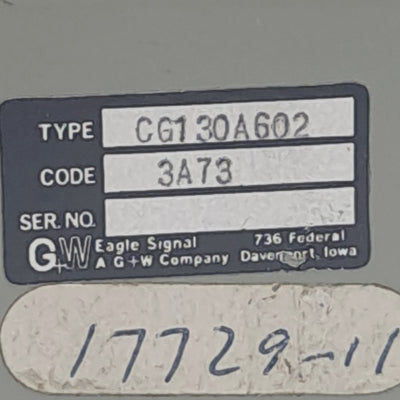 TYPE CG130A602
CODE 3A73
SER. NO.
G+W Eagle Signal 736 Federal
A G+W Company Davenport, Iowa
17729-11